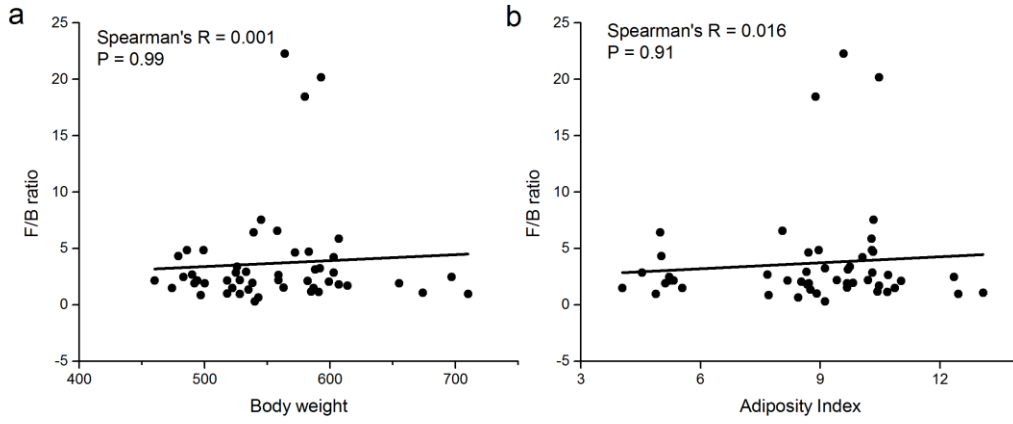 a
Spearman's R = 0.001
P = 0.99
F/B ratio
25
20
15
10
5
0
-5
400
500
600
700
Body weight
b
Spearman's R = 0.016
P = 0.91
F/B ratio
25
20
15
10
5
0
-5
3
6
9
12
Adiposity Index